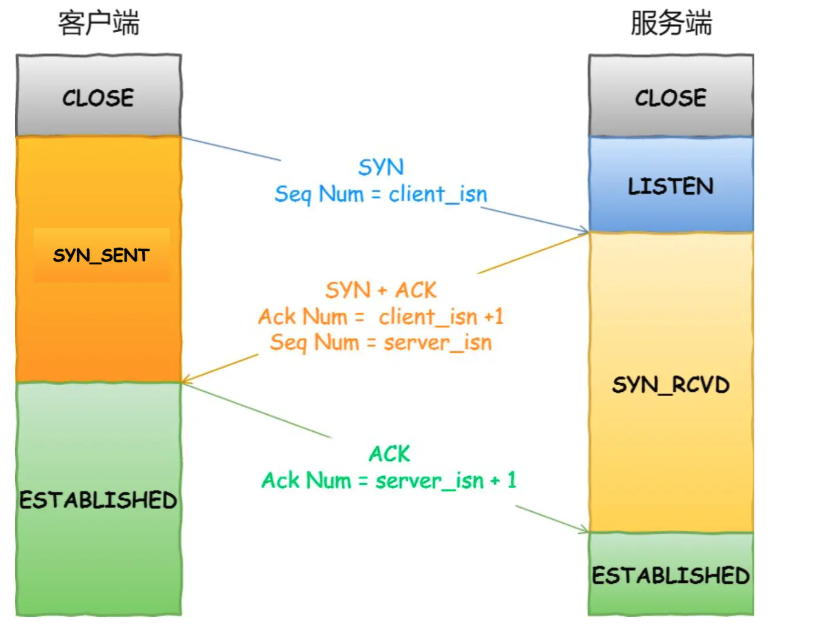 客户端
服务端
CLOSE
CLOSE
SYN
Seq Num = client_isn
LISTEN
SYN_SENT
SYN + ACK
Ack Num = client_isn +1
Seq Num = server_isn
SYN_RCVD
ACK
Ack Num = server_isn + 1
ESTABLISHED
ESTABLISHED